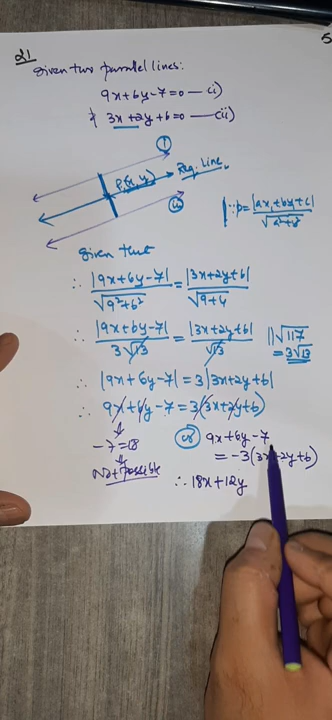 21
5
Given two parallel lines:
9x+6y-7=0 — (i)
& 3x+2y+6=0 — (ii)
(i)
P(x, y) Req. line.
(ii)
∵ p = |ax₁+by₁+c| / √(a²+b²)
Given that
∴ |9x+6y-7| / √(9²+6²) = |3x+2y+6| / √(9+4)
∴ |9x+6y-7| / 3√13 = |3x+2y+6| / √13
√117 = 3√13
∴ |9x+6y-7| = 3|3x+2y+6|
∴ 9x+6y-7 = 3(3x+2y+6)
-7=18
Not possible
or 9x+6y-7
= -3(3x+2y+6)
∴ 18x+12y